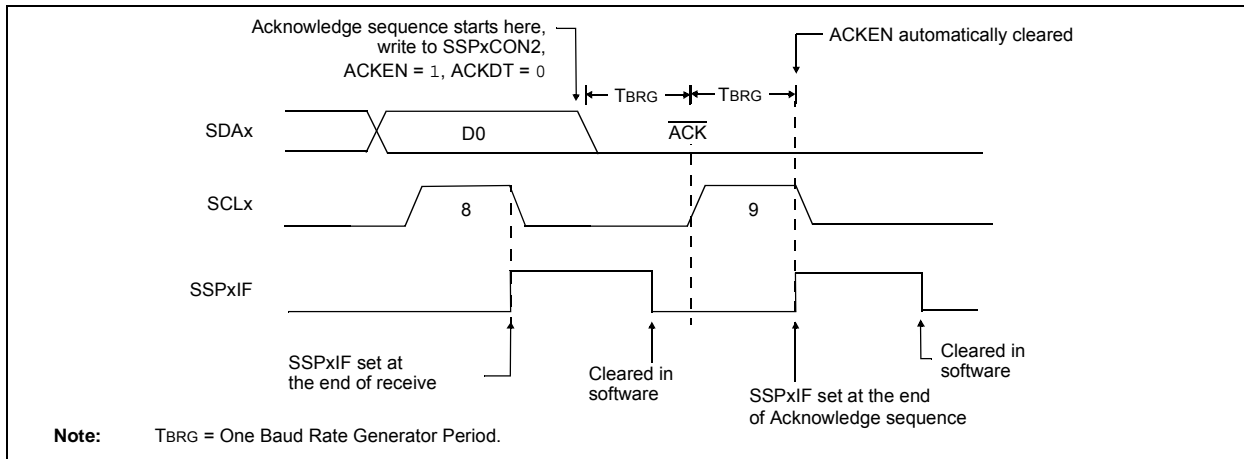 Acknowledge sequence starts here,
write to SSPxCON2,
ACKEN = 1, ACKDT = 0
ACKEN automatically cleared
TBRG
TBRG
SDAx
D0
ACK
SCLx
8
9
SSPxIF
SSPxIF set at
the end of receive
Cleared in
software
SSPxIF set at the end
of Acknowledge sequence
Cleared in
software
Note: TBRG = One Baud Rate Generator Period.